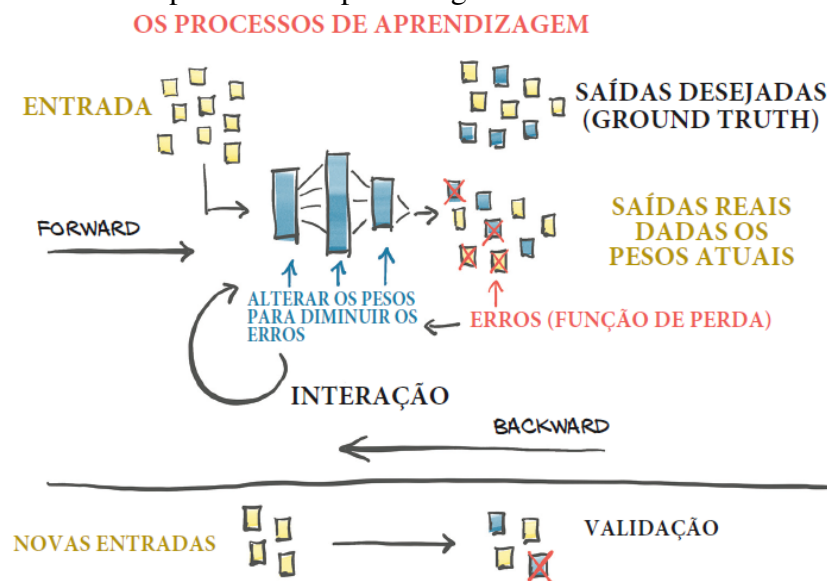 OS PROCESSOS DE APRENDIZAGEM
ENTRADA
SAÍDAS DESEJADAS
(GROUND TRUTH)
FORWARD
SAÍDAS REAIS
DADAS OS
PESOS ATUAIS
ALTERAR OS PESOS
PARA DIMINUIR OS
ERROS
ERROS (FUNÇÃO DE PERDA)
INTERAÇÃO
BACKWARD
NOVAS ENTRADAS
VALIDAÇÃO